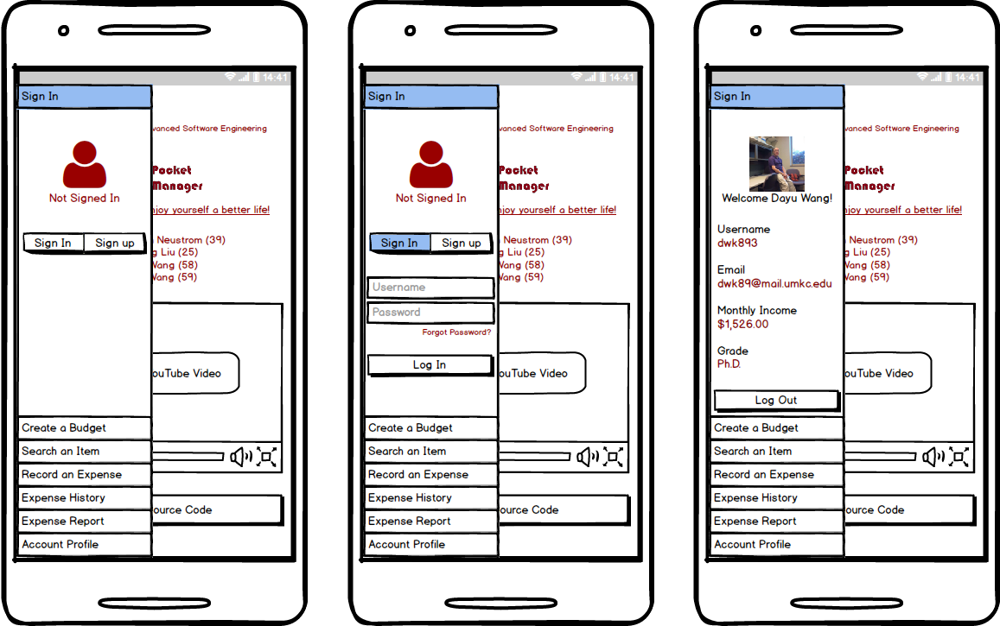 14:41
Sign In
vanced Software Engineering
Pocket
Manager
Not Signed In
njoy yourself a better life!
Sign In Sign up
Neustrom (39)
g Liu (25)
Wang (58)
Wang (59)
ouTube Video
Create a Budget
Search an Item
Record an Expense
Expense History
ource Code
Expense Report
Account Profile
14:41
Sign In
vanced Software Engineering
Pocket
Manager
Not Signed In
njoy yourself a better life!
Sign In Sign up
Neustrom (39)
g Liu (25)
Wang (58)
Wang (59)
Username
Password
Forgot Password?
Log In
ouTube Video
Create a Budget
Search an Item
Record an Expense
Expense History
ource Code
Expense Report
Account Profile
14:41
Sign In
vanced Software Engineering
Pocket
Manager
Welcome Dayu Wang!
njoy yourself a better life!
Username
dwk893
Neustrom (39)
g Liu (25)
Wang (58)
Wang (59)
Email
dwk89@mail.umkc.edu
Monthly Income
$1,526.00
Grade
Ph.D.
ouTube Video
Log Out
Create a Budget
Search an Item
Record an Expense
Expense History
ource Code
Expense Report
Account Profile